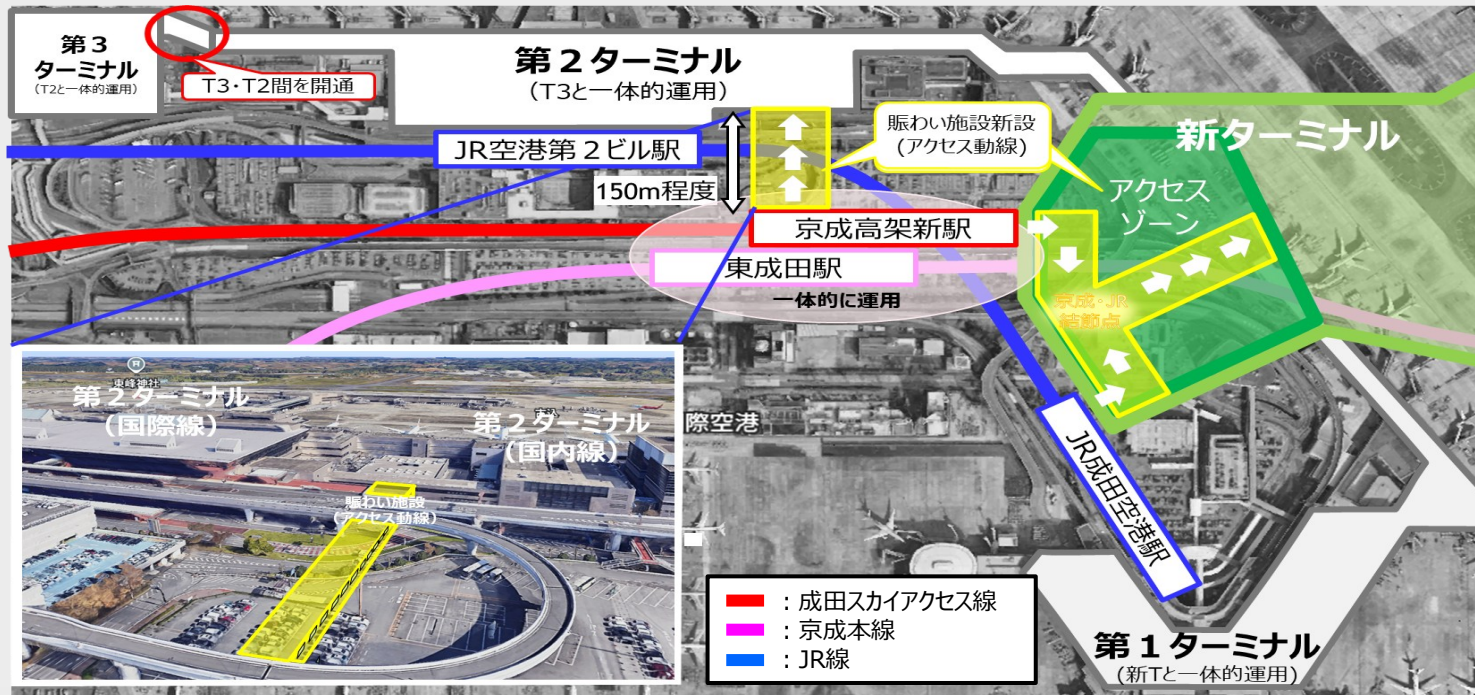 第３
ターミナル
(T2と一体的運用)
T3・T2間を開通
第２ターミナル
(T3と一体的運用)
JR空港第２ビル駅
150m程度
賑わい施設新設
(アクセス動線)
新ターミナル
アクセス
ゾーン
京成高架新駅
東成田駅
一体的に運用
京成・JR
結節点
東峰神社
第２ターミナル
(国際線)
第２ターミナル
(国内線)
賑わい施設
(アクセス動線)
際空港
JR成田空港駅
：成田スカイアクセス線
：京成本線
：JR線
第１ターミナル
(新Tと一体的運用)